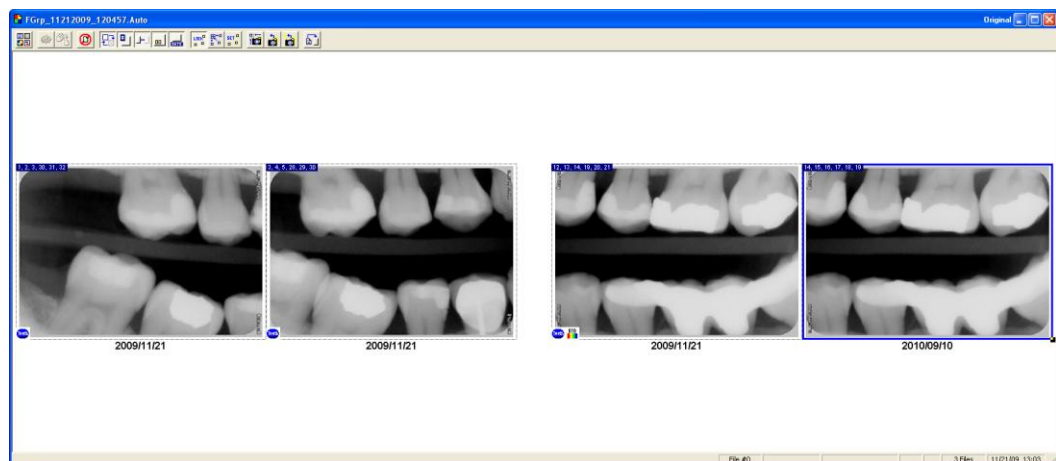 FGrp_11212009_120457.Auto
Original
1, 2, 3, 30, 31, 32
3, 4, 5, 28, 29, 30
12, 13, 14, 19, 20, 21
14, 15, 16, 17, 18, 19
2009/11/21
2009/11/21
2009/11/21
2010/09/10
File #0
3 Files
11/21/09, 13:03